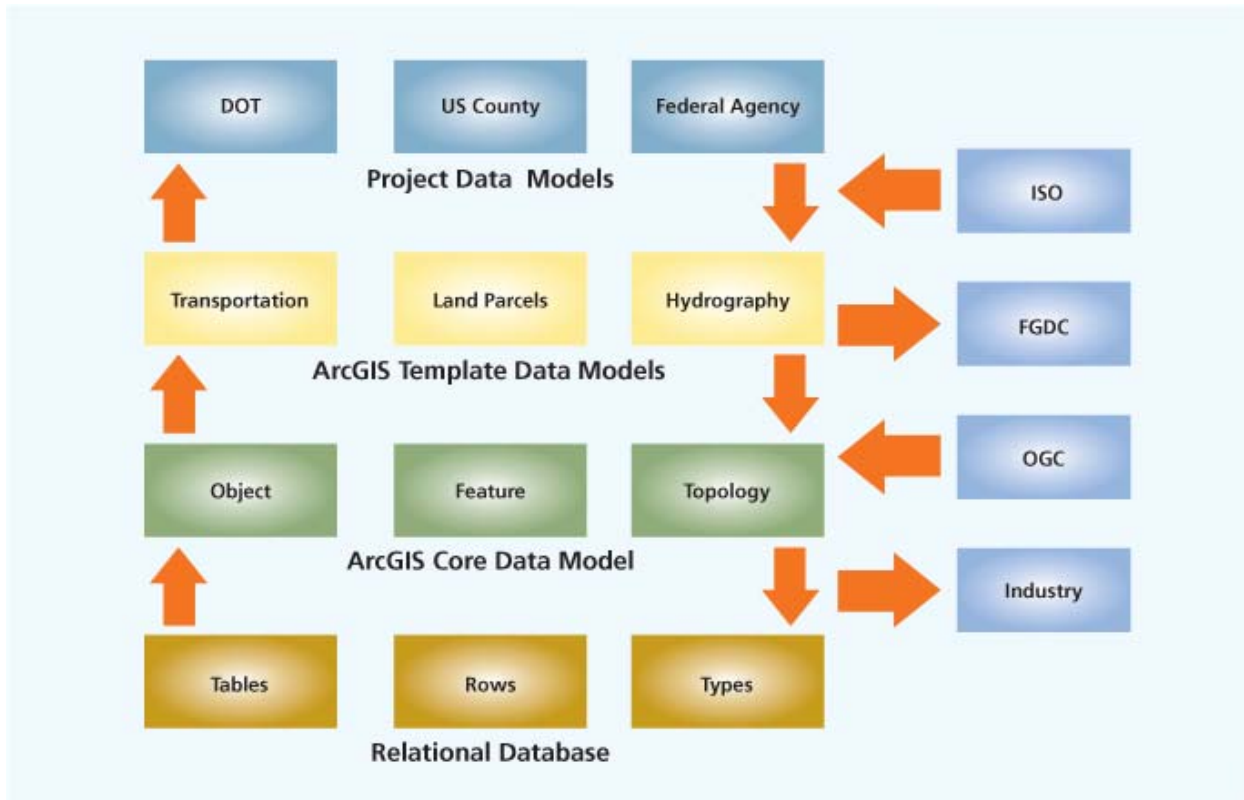 DOT
US County
Federal Agency
Project Data Models
ISO
Transportation
Land Parcels
Hydrography
FGDC
ArcGIS Template Data Models
OGC
Object
Feature
Topology
ArcGIS Core Data Model
Industry
Tables
Rows
Types
Relational Database